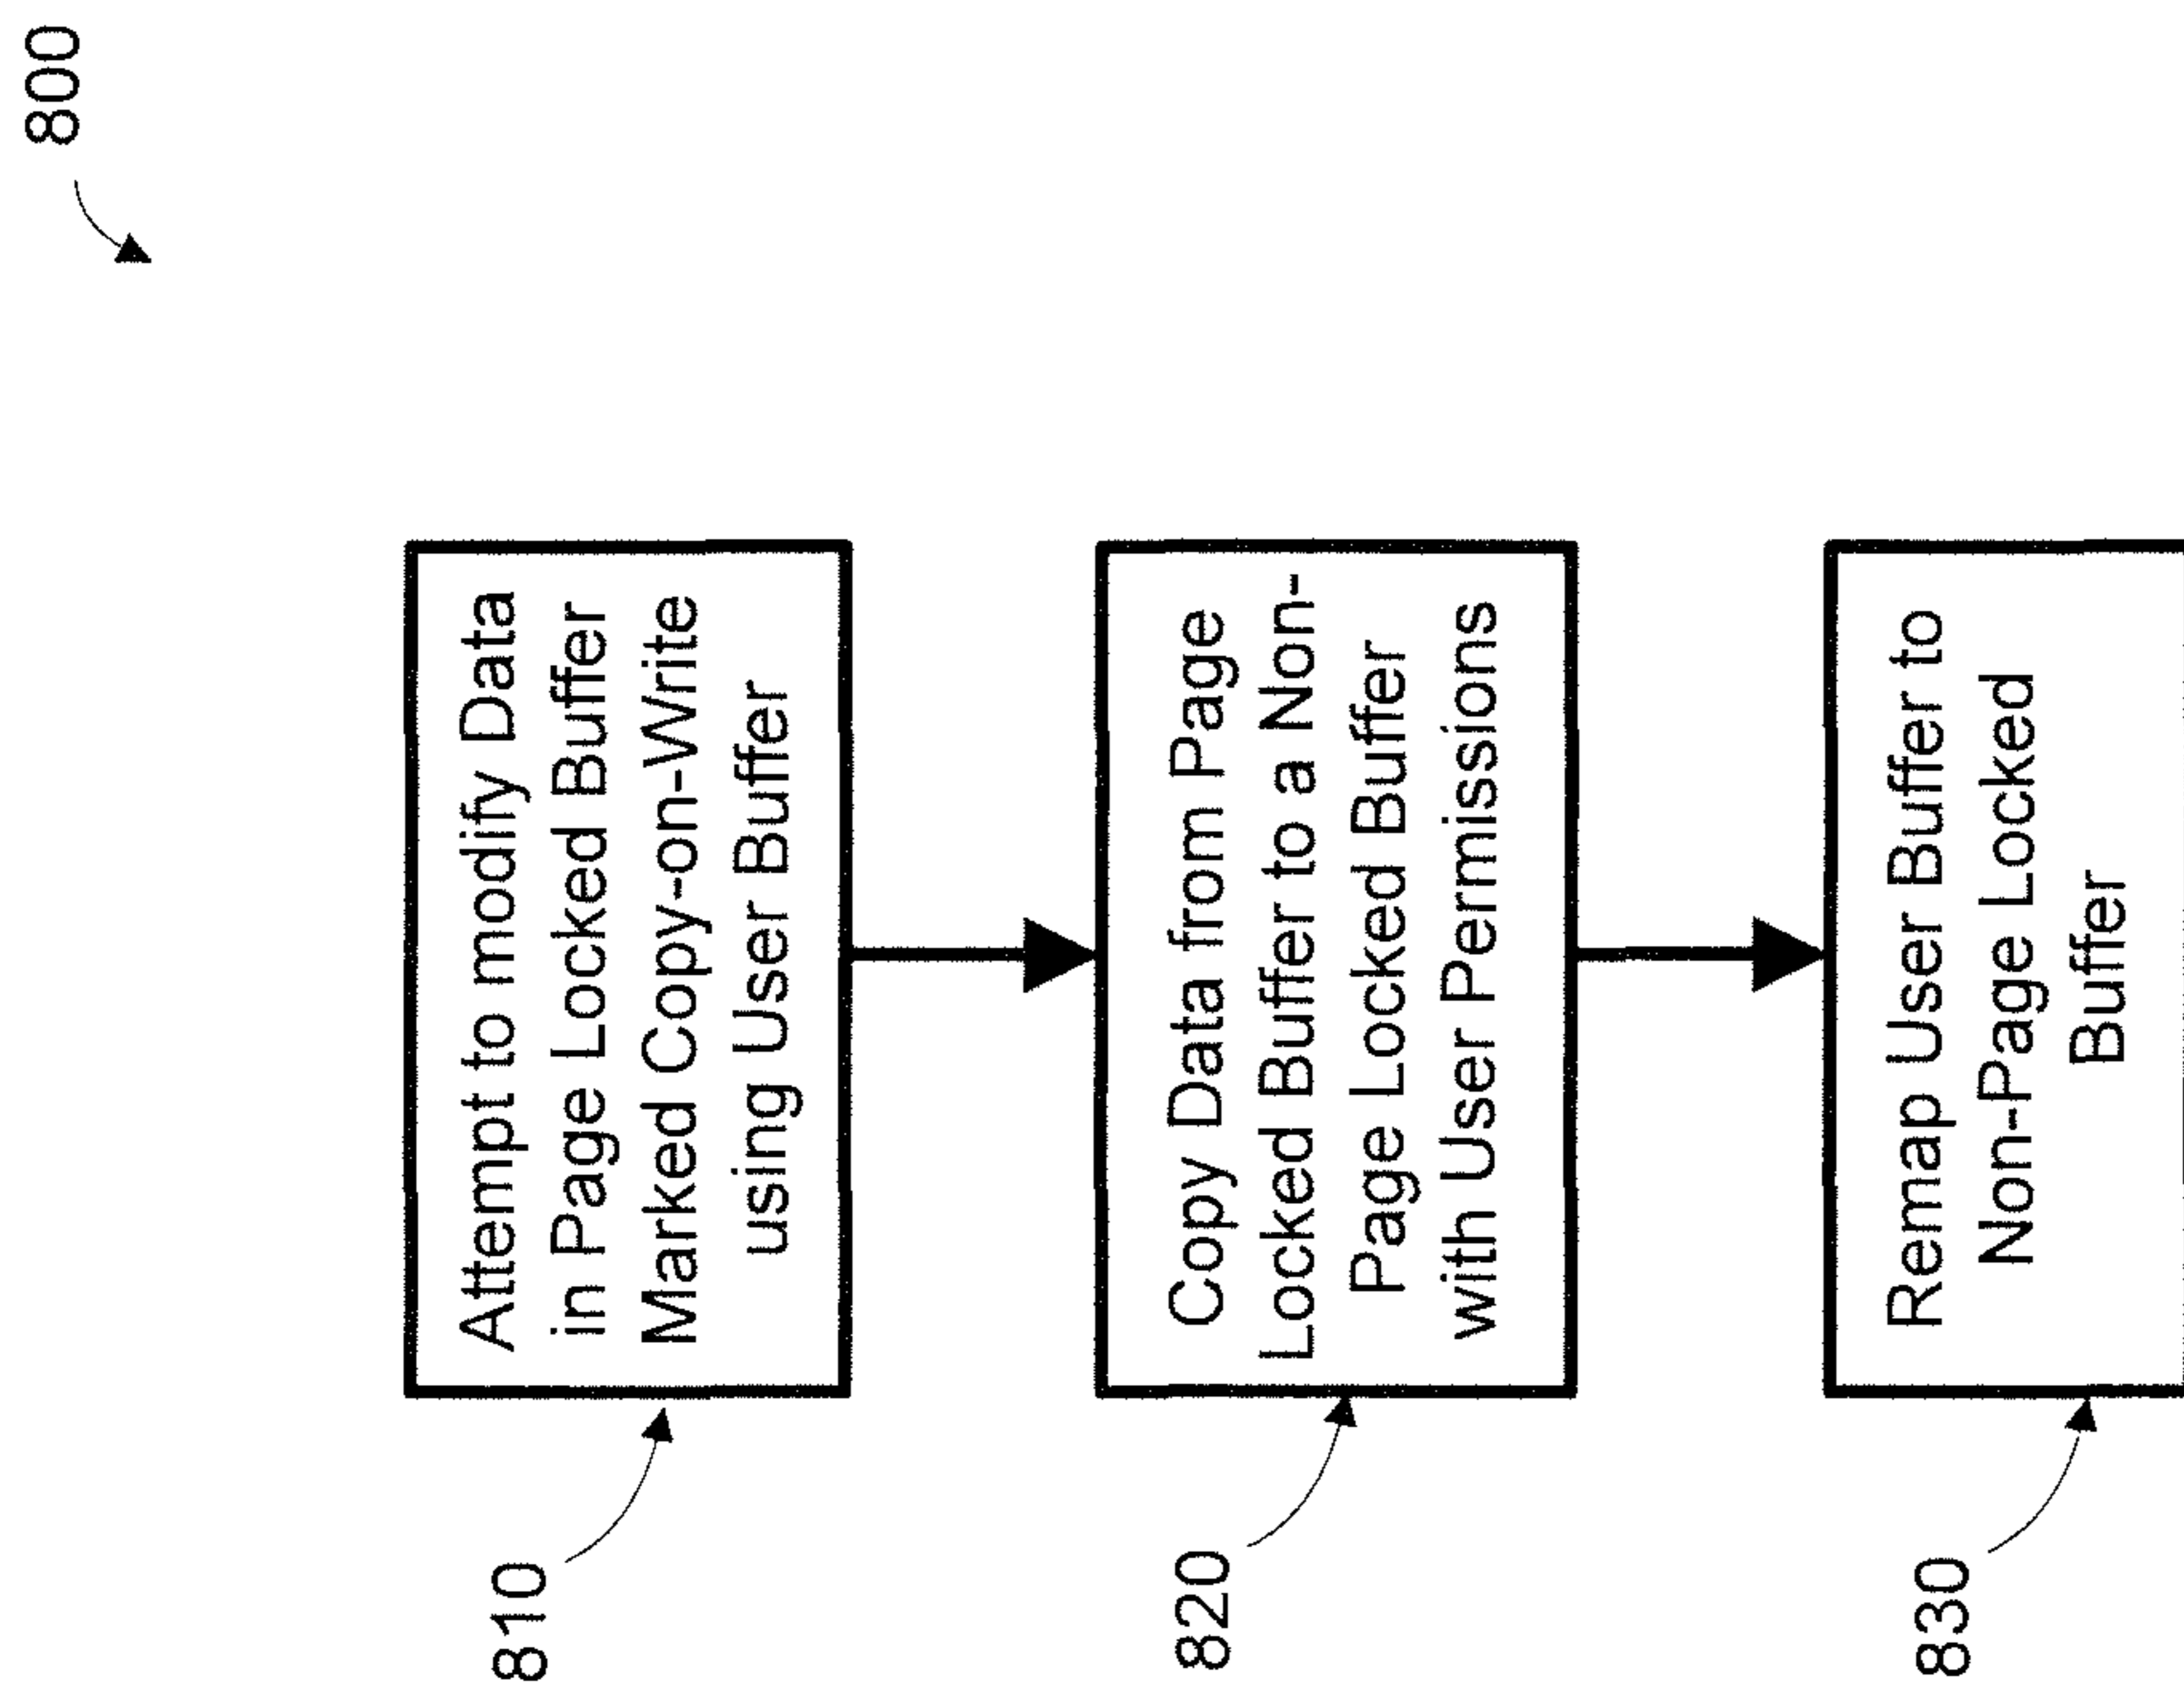 800
810
Attempt to modify Data
in Page Locked Buffer
Marked Copy-on-Write
using User Buffer
820
Copy Data from Page
Locked Buffer to a Non-
Page Locked Buffer
with User Permissions
830
Remap User Buffer to
Non-Page Locked
Buffer